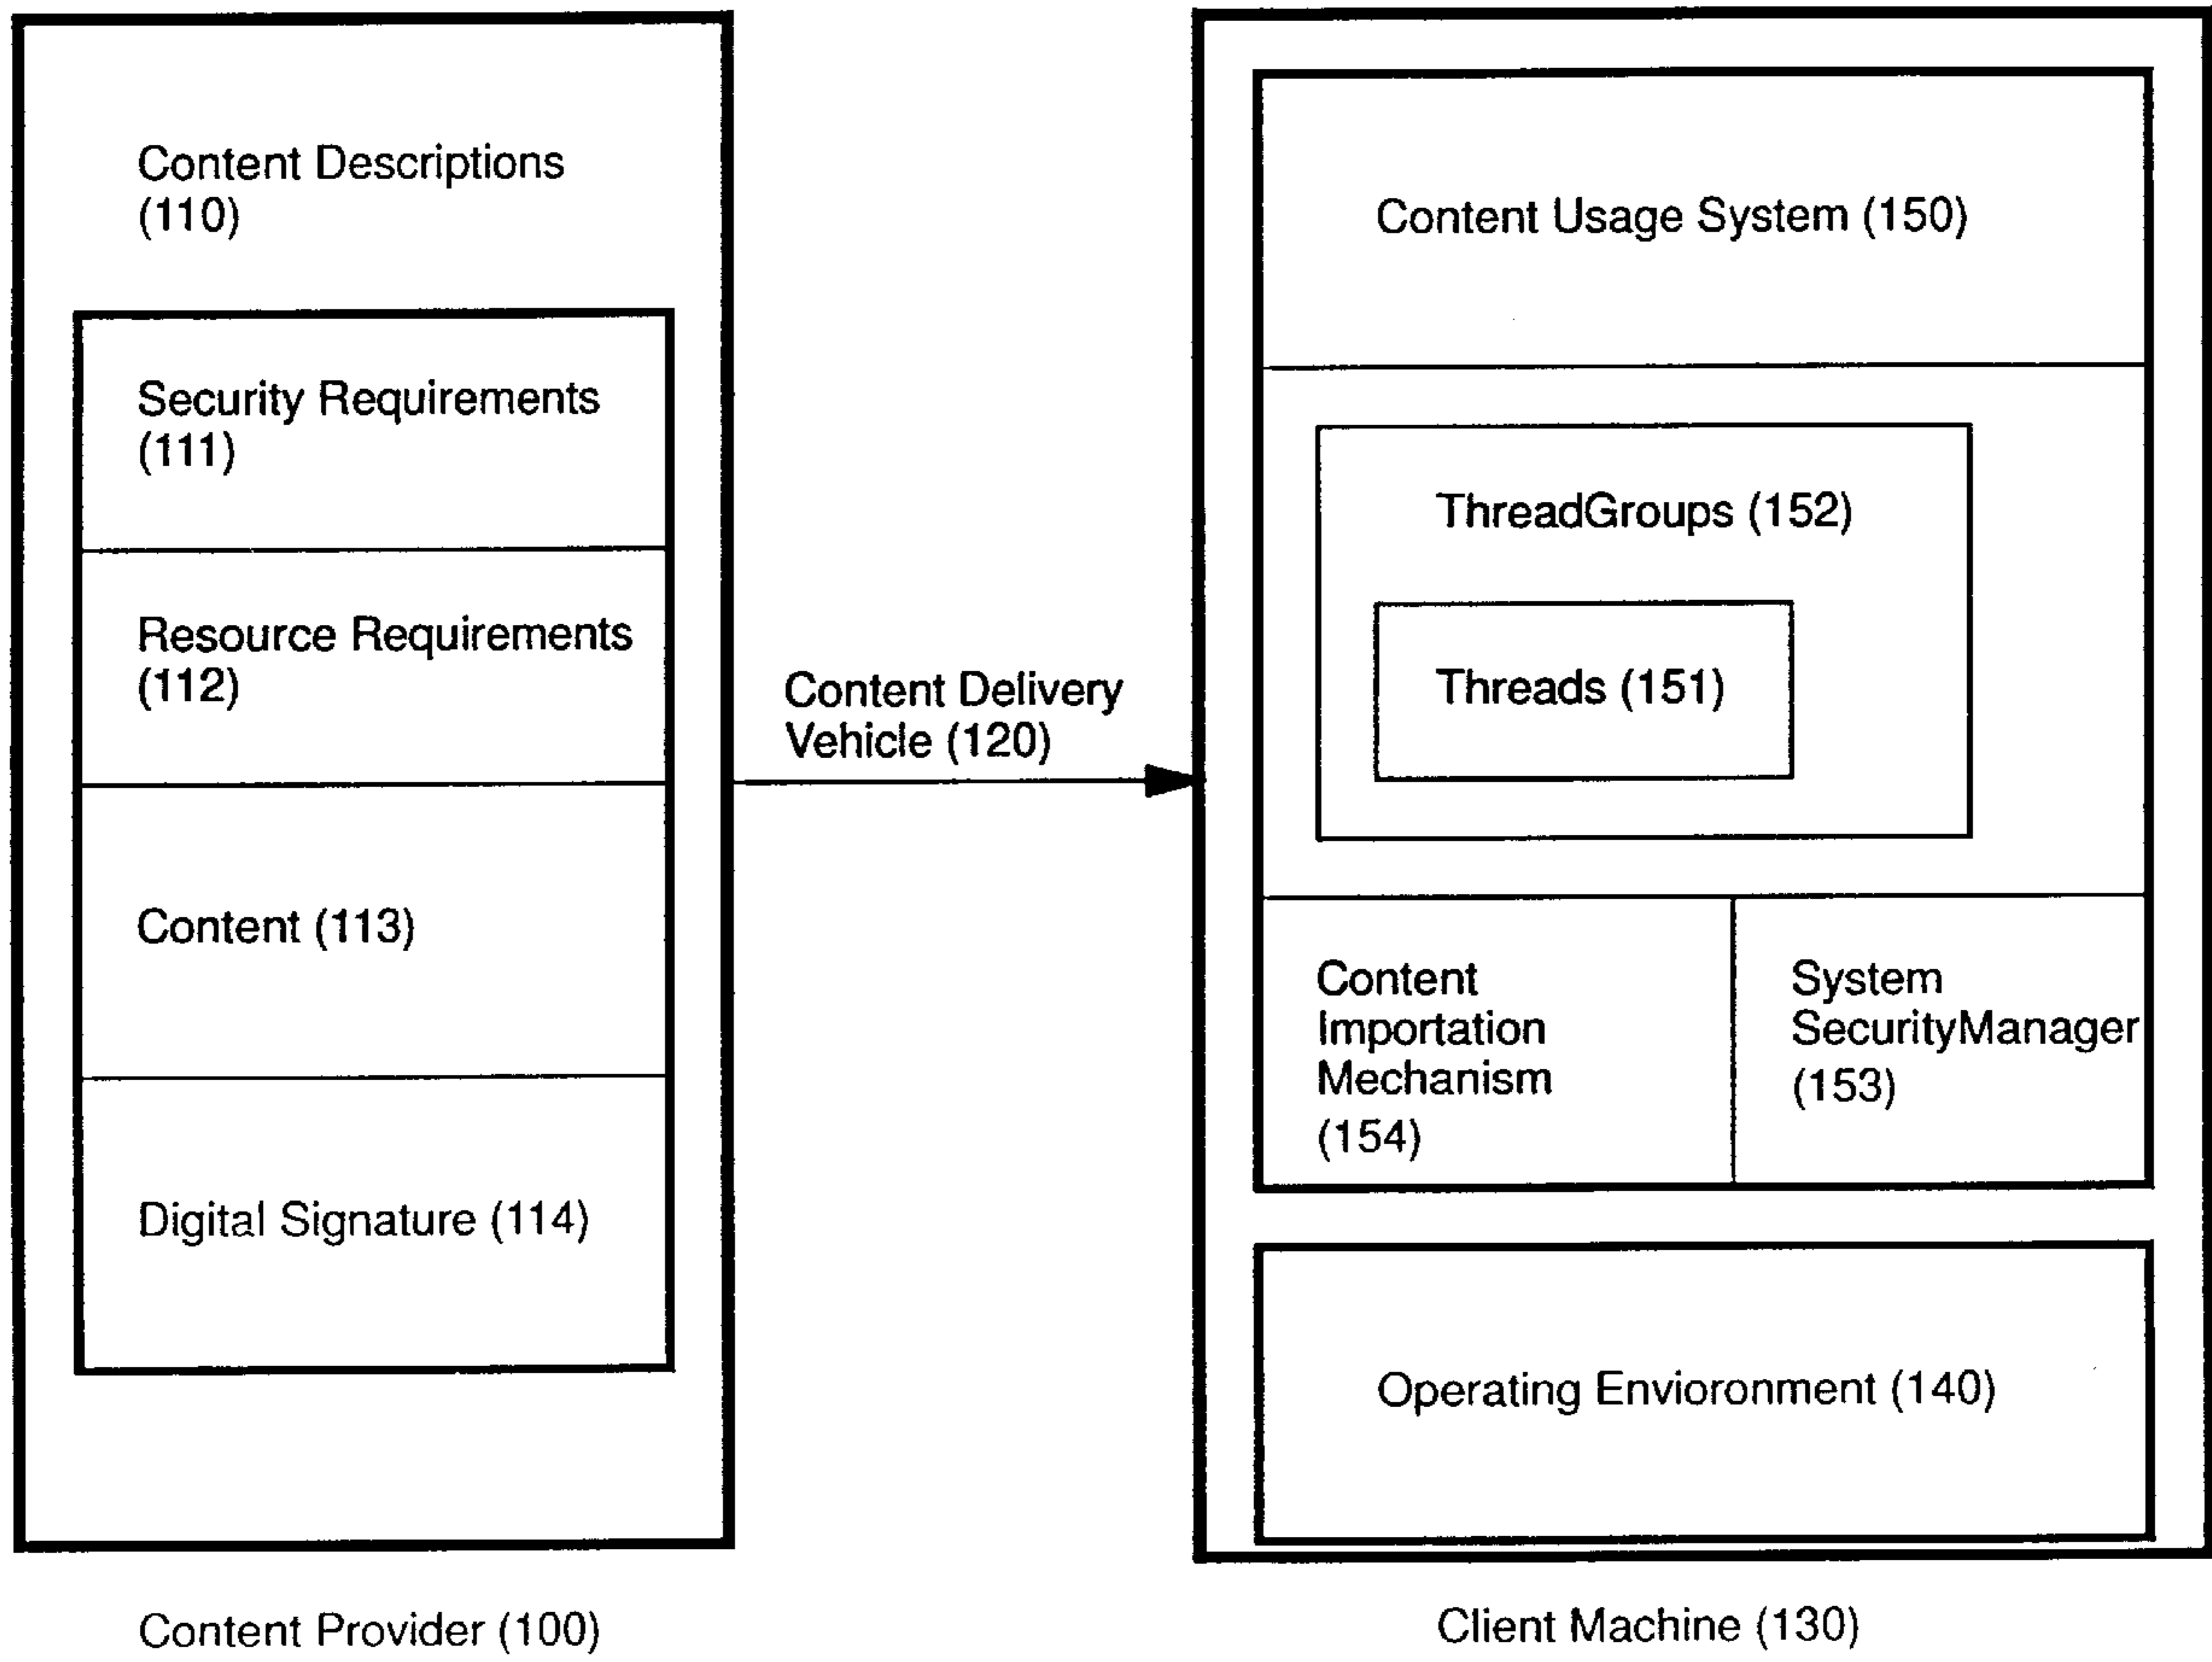 Content Descriptions
(110)
Security Requirements
(111)
Resource Requirements
(112)
Content (113)
Digital Signature (114)
Content Provider (100)
Content Delivery
Vehicle (120)
Content Usage System (150)
ThreadGroups (152)
Threads (151)
Content
Importation
Mechanism
(154)
System
SecurityManager
(153)
Operating Envioronment (140)
Client Machine (130)